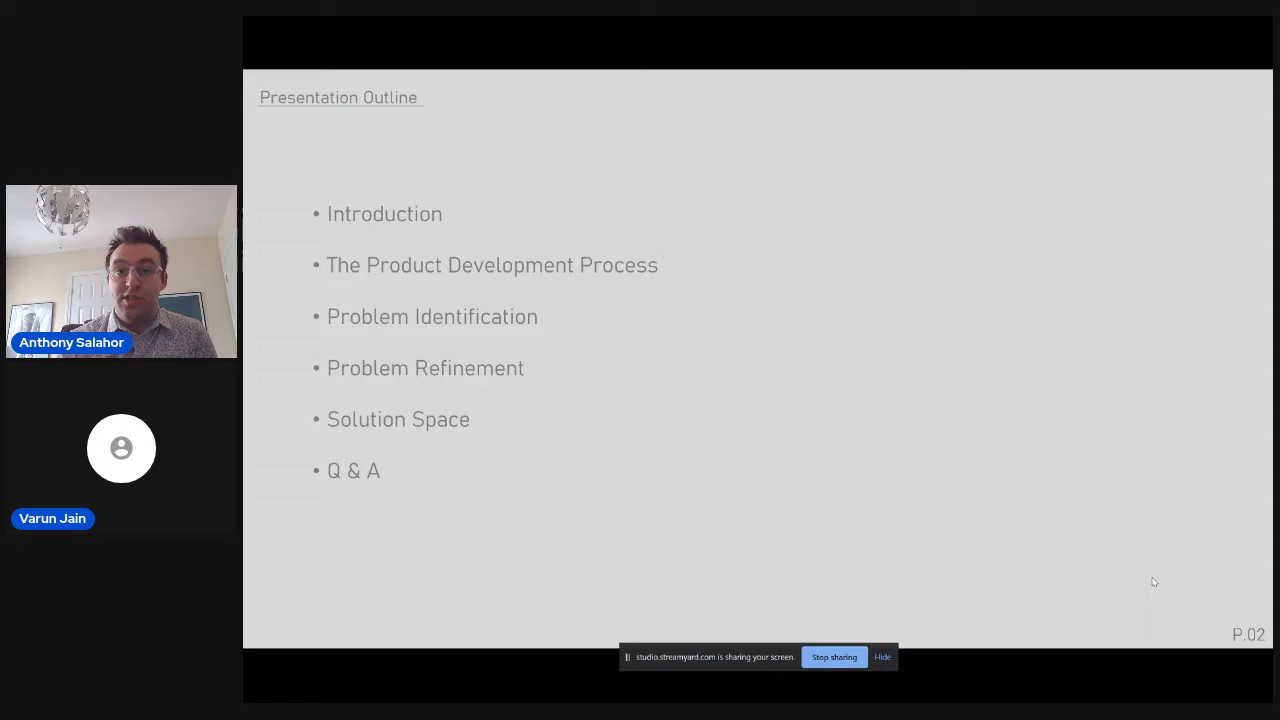 Presentation Outline
• Introduction
• The Product Development Process
• Problem Identification
• Problem Refinement
• Solution Space
• Q & A
Anthony Salahor
Varun Jain
P.02
studio.streamyard.com is sharing your screen.
Stop sharing
Hide